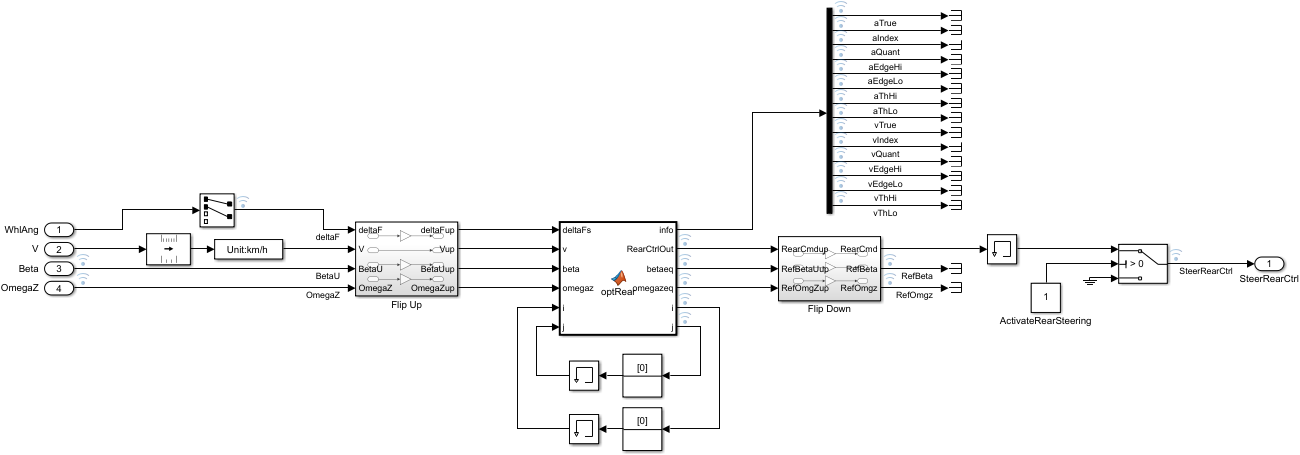 aTrue
aIndex
aQuant
aEdgeHi
aEdgeLo
aThHi
aThLo
vTrue
vIndex
vQuant
vEdgeHi
vEdgeLo
vThHi
vThLo
WhlAng
1
V
2
Beta
3
OmegaZ
4
Unit:km/h
deltaF
BetaU
OmegaZ
deltaF
V
BetaU
OmegaZ
deltaFup
Vup
BetaUup
OmegaZup
Flip Up
deltaFs
v
beta
omegaz
i
j
optRear
info
RearCtrlOut
betaeq
omegazeq
i
j
[0]
[0]
RearCmdup
RefBetaUup
RefOmgZup
RearCmd
RefBeta
RefOmgz
Flip Down
RefBeta
RefOmgz
1
ActivateRearSteering
> 0
SteerRearCtrl
1
SteerRearCtrl